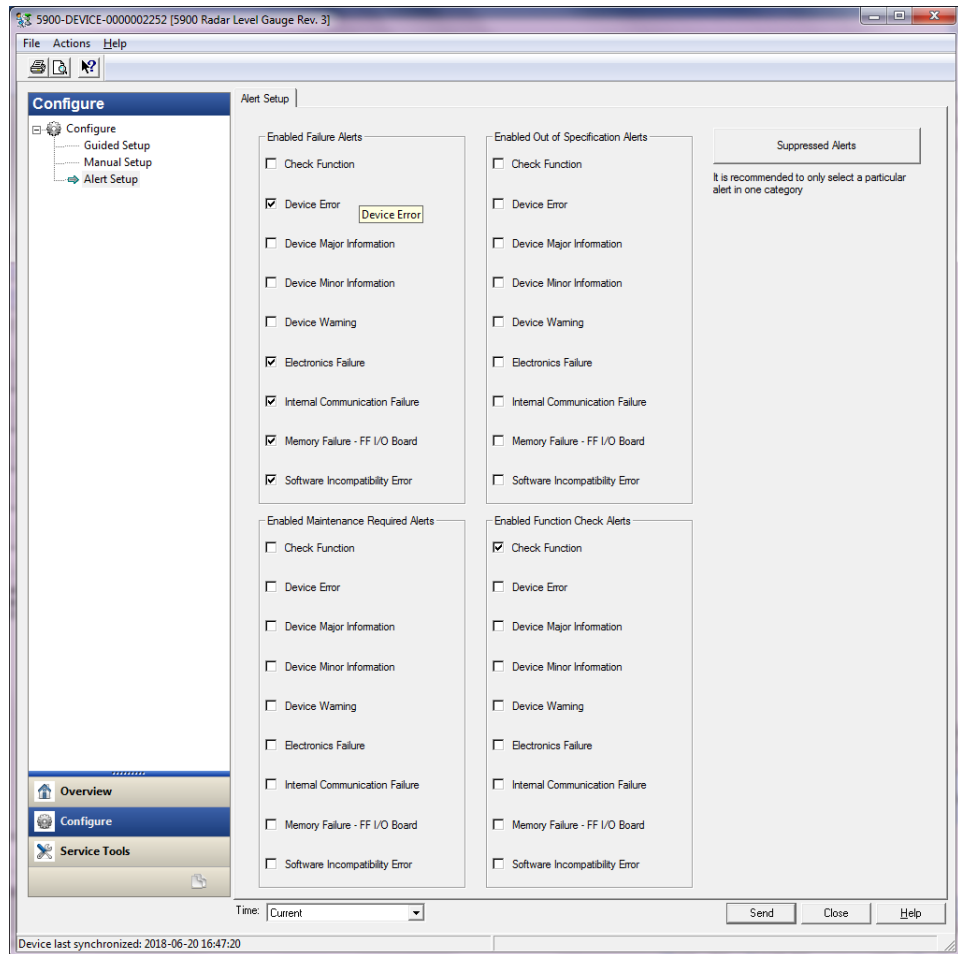 5900-DEVICE-0000002252 [5900 Radar Level Gauge Rev. 3]
File Actions Help
Configure
Configure
Guided Setup
Manual Setup
Alert Setup
Overview
Configure
Service Tools
Alert Setup
Enabled Failure Alerts
Check Function
Device Error
Device Error
Device Major Information
Device Minor Information
Device Warning
Electronics Failure
Internal Communication Failure
Memory Failure - FF I/O Board
Software Incompatibility Error
Enabled Out of Specification Alerts
Check Function
Device Error
Device Major Information
Device Minor Information
Device Warning
Electronics Failure
Internal Communication Failure
Memory Failure - FF I/O Board
Software Incompatibility Error
Suppressed Alerts
It is recommended to only select a particular
alert in one category
Enabled Maintenance Required Alerts
Check Function
Device Error
Device Major Information
Device Minor Information
Device Warning
Electronics Failure
Internal Communication Failure
Memory Failure - FF I/O Board
Software Incompatibility Error
Enabled Function Check Alerts
Check Function
Device Error
Device Major Information
Device Minor Information
Device Warning
Electronics Failure
Internal Communication Failure
Memory Failure - FF I/O Board
Software Incompatibility Error
Time: Current
Send Close Help
Device last synchronized: 2018-06-20 16:47:20